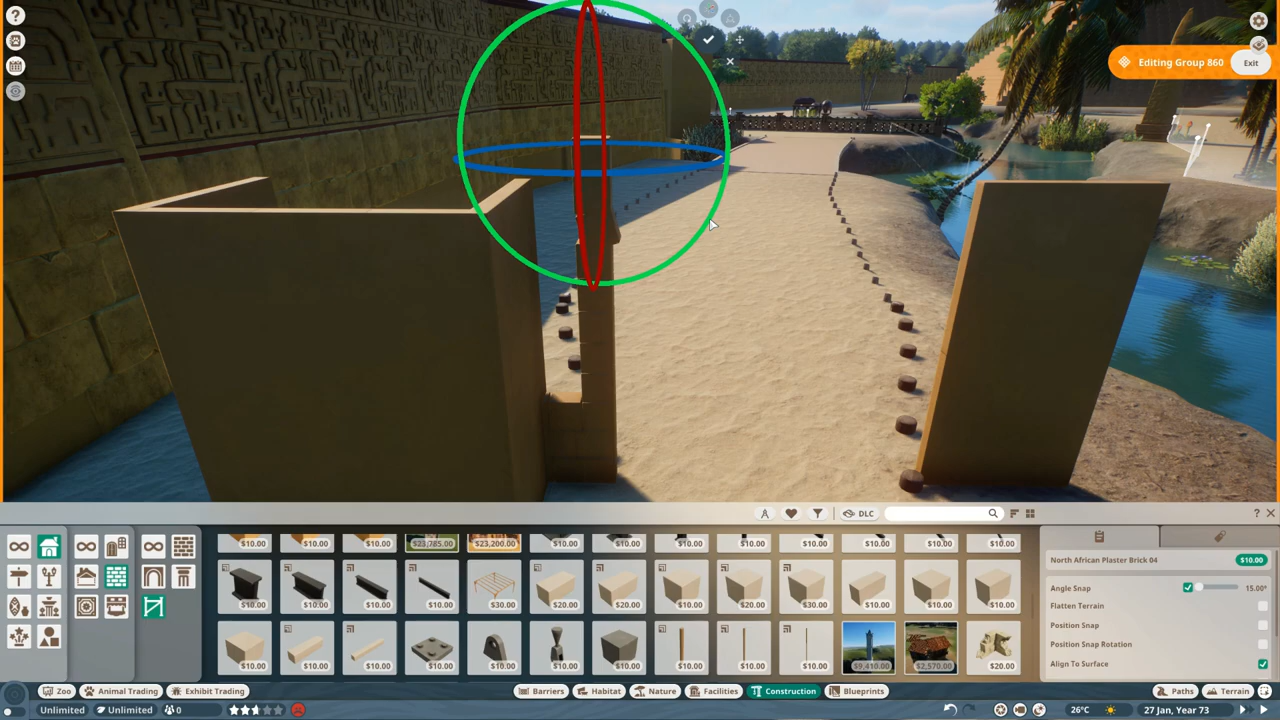 Editing Group 860 Exit
DLC
$10.00 $10.00 $10.00 $23,785.00 $23,200.00 $10.00 $10.00 $10.00 $10.00 $10.00 $10.00 $10.00 $10.00
$10.00 $10.00 $10.00 $10.00 $30.00 $20.00 $20.00 $10.00 $20.00 $30.00 $10.00 $10.00 $10.00
$10.00 $10.00 $10.00 $10.00 $10.00 $10.00 $10.00 $10.00 $10.00 $10.00 $9,410.00 $2,570.00 $20.00
North African Plaster Brick 04 $10.00
Angle Snap 15.00°
Flatten Terrain
Position Snap
Position Snap Rotation
Align To Surface
Zoo Animal Trading Exhibit Trading Barriers Habitat Nature Facilities Construction Blueprints Paths Terrain
Unlimited Unlimited 0 26°C 27 Jan, Year 73